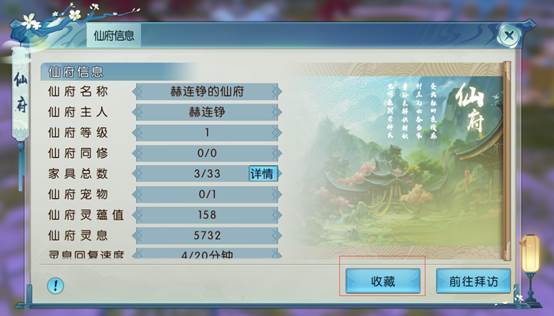 仙府信息
仙府
仙府信息
仙府名称 赫连铮的仙府
仙府主人 赫连铮
仙府等级 1
仙府同修 0/0
家具总数 3/33 详情
仙府宠物 0/1
仙府灵蕴值 158
仙府灵息 5732
灵息回复速度 4/20分钟
仙府
收藏
前往拜访